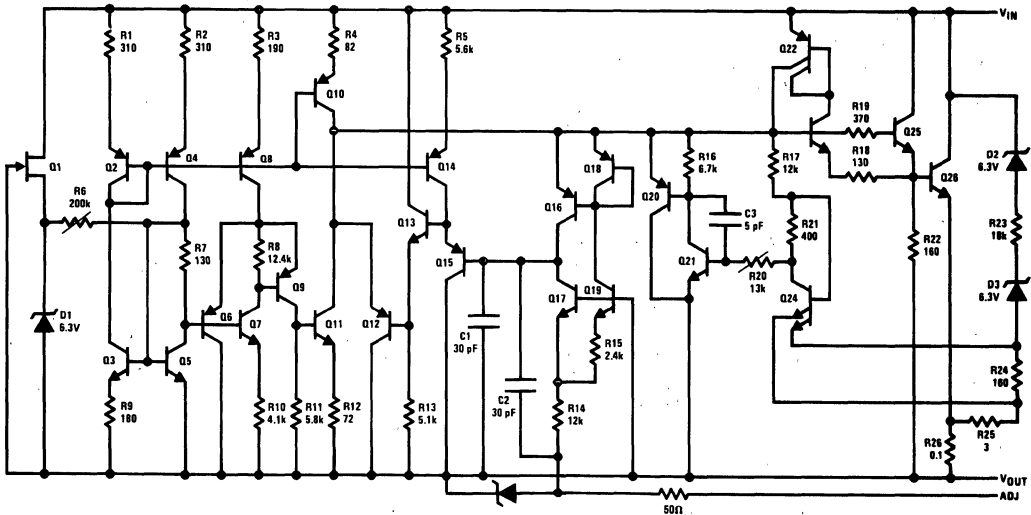 R1
310
R2
310
R3
190
R4
82
R5
5.6k
VIN
Q22
Q10
R19
370
Q25
R18
130
Q1
Q2
Q4
Q8
Q14
Q18
Q16
Q20
R16
6.7k
R17
12k
Q26
D2
6.3V
R6
200k
Q13
C3
5 pF
R21
400
R22
160
R23
18k
R7
130
R8
12.4k
Q15
Q21
R20
13k
D1
6.3V
Q9
Q6
Q7
Q11
Q12
Q17
Q19
Q24
D3
6.3V
Q3
Q5
C1
30 pF
R15
2.4k
C2
30 pF
R24
160
R9
180
R10
4.1k
R11
5.8k
R12
72
R13
5.1k
R14
12k
R26
0.1
R25
3
VOUT
50Ω
ADJ